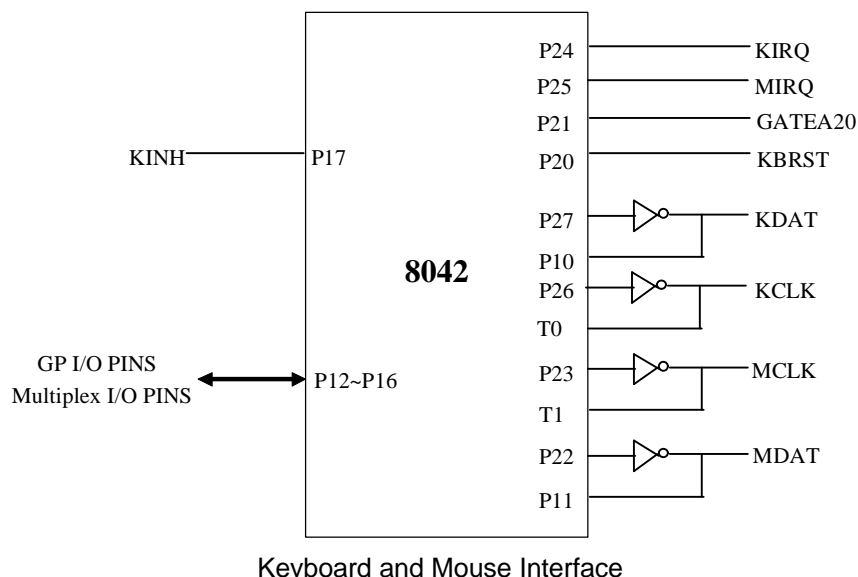 P24 KIRQ
P25 MIRQ
P21 GATEA20
KINH P17 P20 KBRST
P27 KDAT
8042 P10
P26 KCLK
T0
GP I/O PINS
Multiplex I/O PINS P12~P16 P23 MCLK
T1
P22 MDAT
P11
Keyboard and Mouse Interface